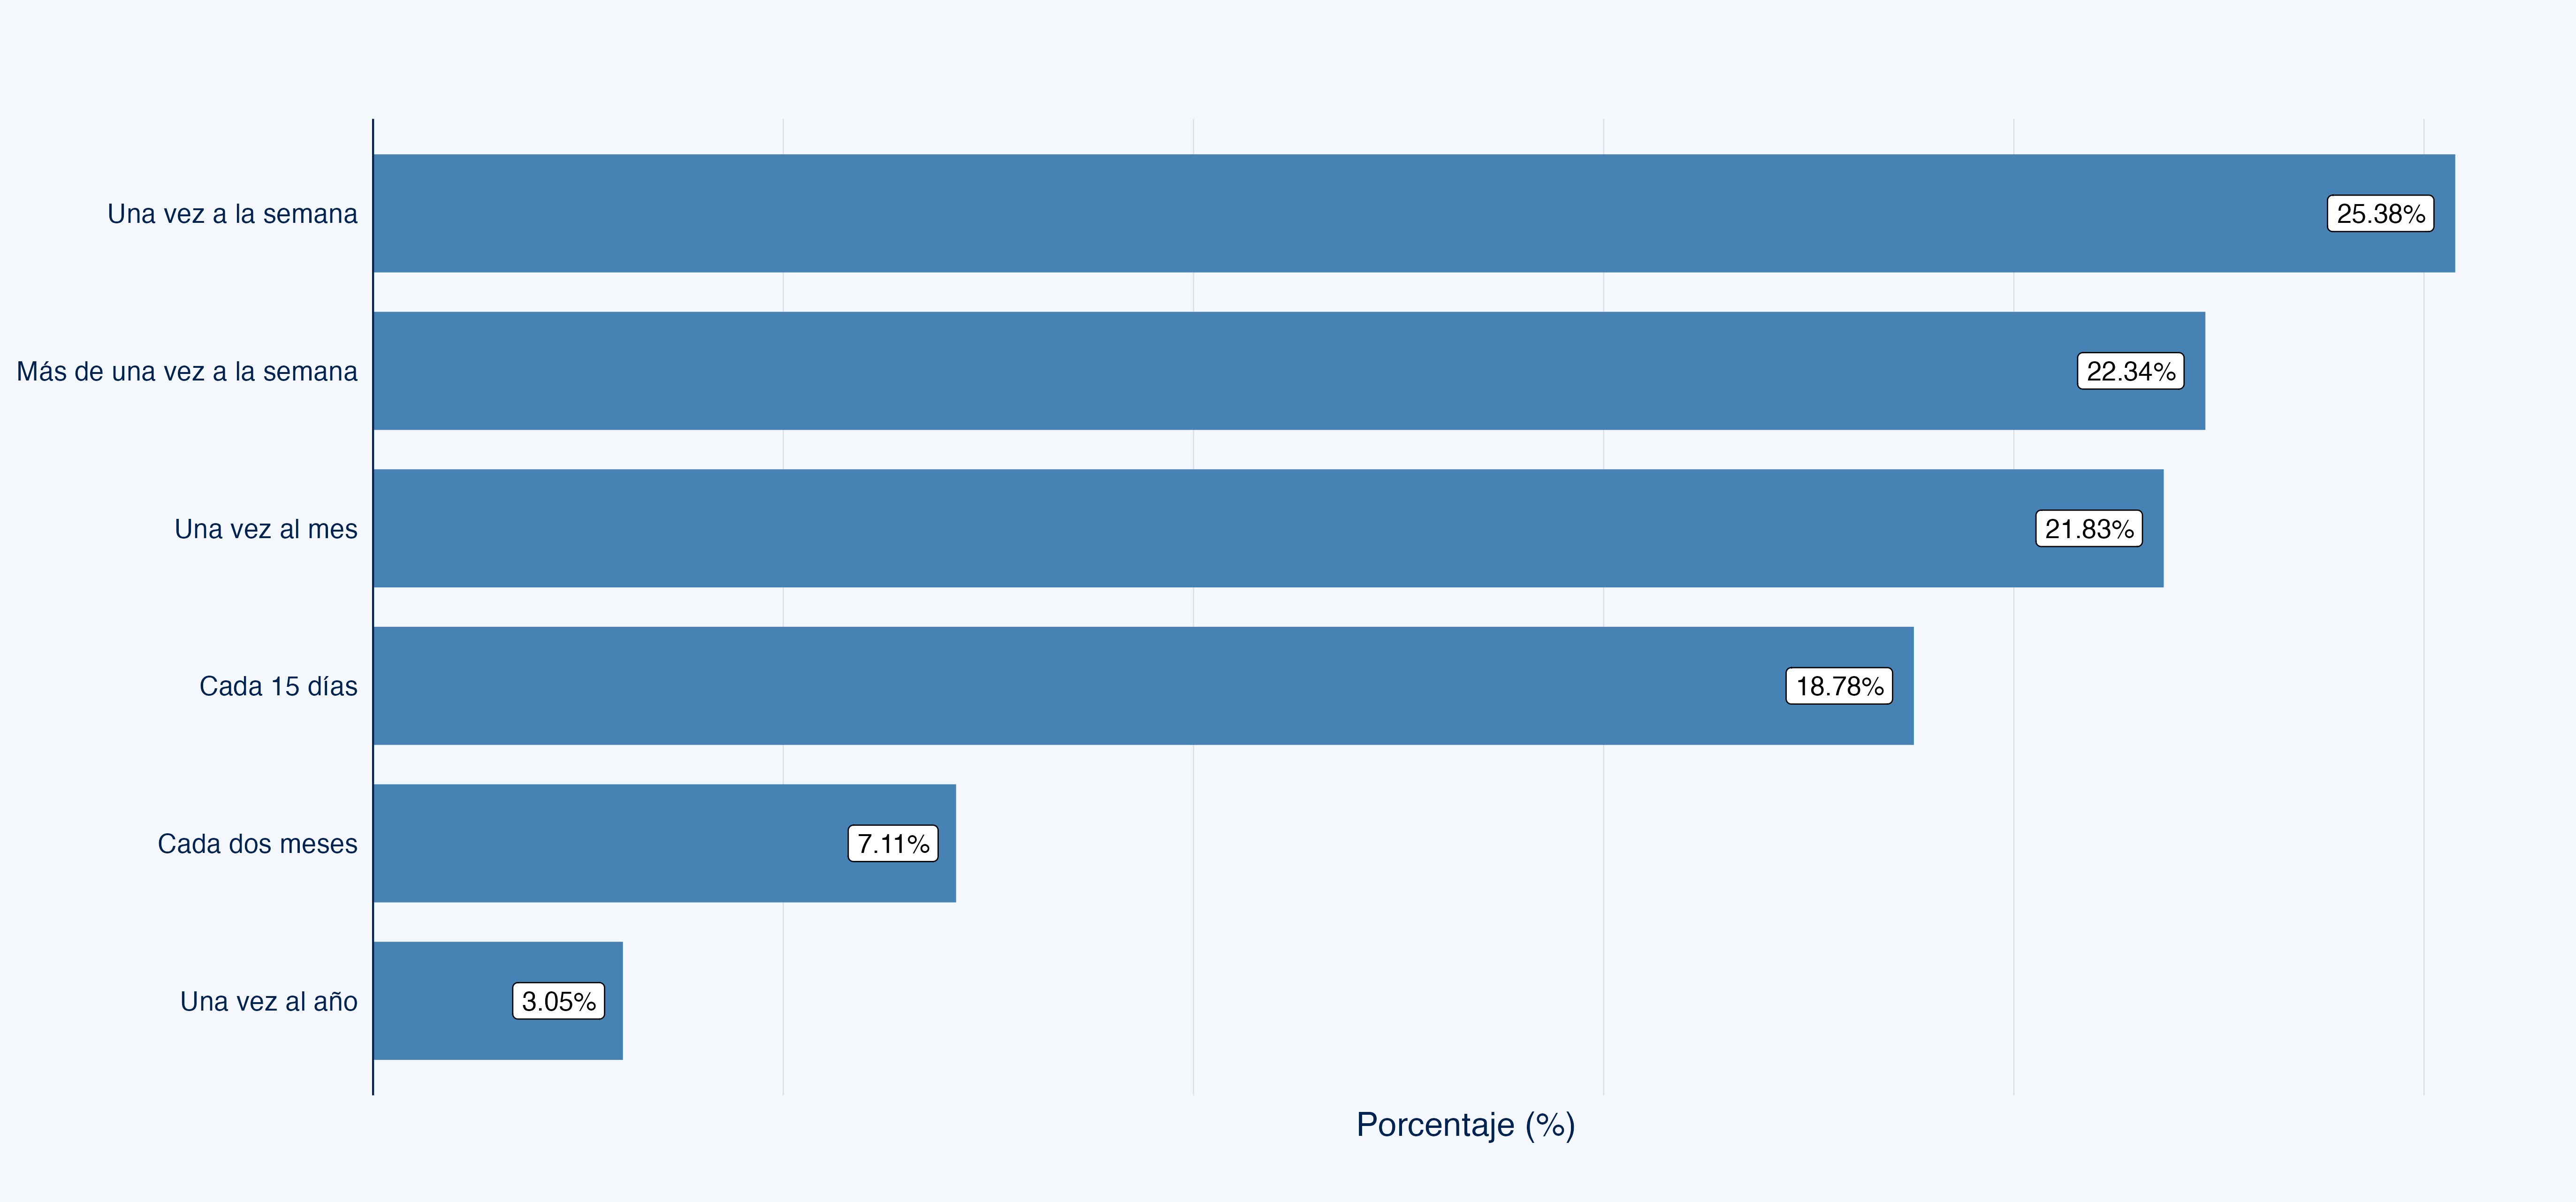 Una vez a la semana
25.38%
Más de una vez a la semana
22.34%
Una vez al mes
21.83%
Cada 15 días
18.78%
Cada dos meses
7.11%
Una vez al año
3.05%
Porcentaje (%)